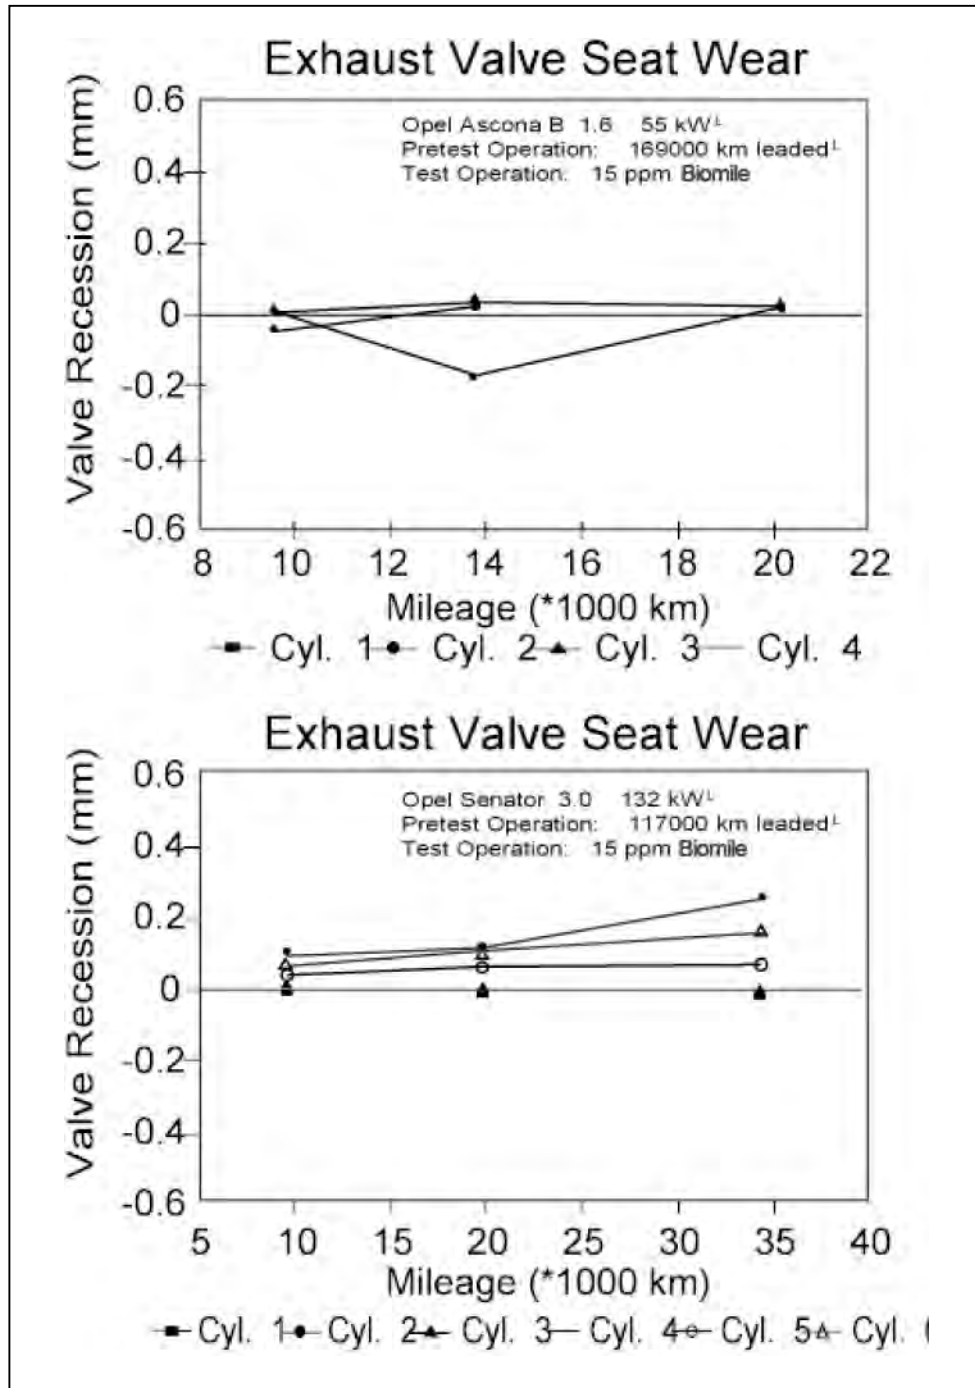 Exhaust Valve Seat Wear
Valve Recession (mm)
0.6
0.4
0.2
0
-0.2
-0.4
-0.6
Opel Ascona B 1.6 55 kW└
Pretest Operation: 169000 km leaded└
Test Operation: 15 ppm Biomile
8 10 12 14 16 18 20 22
Mileage (*1000 km)
Cyl. 1 Cyl. 2 Cyl. 3 Cyl. 4
Exhaust Valve Seat Wear
Valve Recession (mm)
0.6
0.4
0.2
0
-0.2
-0.4
-0.6
Opel Senator 3.0 132 kW└
Pretest Operation: 117000 km leaded└
Test Operation: 15 ppm Biomile
5 10 20 25 30 35 40
Mileage (*1000 km)
Cyl. 1 Cyl. 2 Cyl. 3 Cyl. 4 Cyl. 5 Cyl.